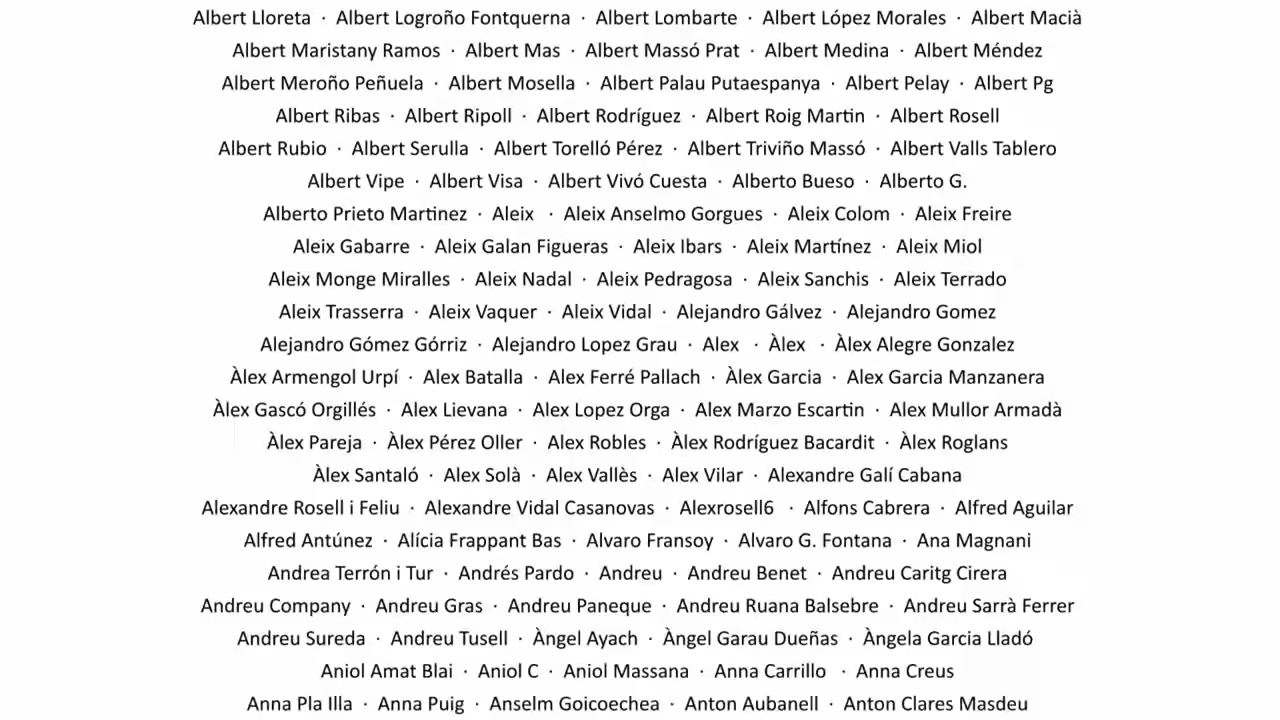 Albert Lloreta · Albert Logroño Fontquerna · Albert Lombarte · Albert López Morales · Albert Macià
Albert Maristany Ramos · Albert Mas · Albert Massó Prat · Albert Medina · Albert Méndez
Albert Meroño Peñuela · Albert Mosella · Albert Palau Putaespanya · Albert Pelay · Albert Pg
Albert Ribas · Albert Ripoll · Albert Rodríguez · Albert Roig Martin · Albert Rosell
Albert Rubio · Albert Serulla · Albert Torelló Pérez · Albert Triviño Massó · Albert Valls Tablero
Albert Vipe · Albert Visa · Albert Vivó Cuesta · Alberto Bueso · Alberto G.
Alberto Prieto Martinez · Aleix · Aleix Anselmo Gorgues · Aleix Colom · Aleix Freire
Aleix Gabarre · Aleix Galan Figueras · Aleix Ibars · Aleix Martínez · Aleix Miol
Aleix Monge Miralles · Aleix Nadal · Aleix Pedragosa · Aleix Sanchis · Aleix Terrado
Aleix Trasserra · Aleix Vaquer · Aleix Vidal · Alejandro Gálvez · Alejandro Gomez
Alejandro Gómez Górriz · Alejandro Lopez Grau · Alex · Àlex · Àlex Alegre Gonzalez
Àlex Armengol Urpí · Alex Batalla · Alex Ferré Pallach · Àlex Garcia · Alex Garcia Manzanera
Àlex Gascó Orgillés · Alex Lievana · Alex Lopez Orga · Alex Marzo Escartin · Alex Mullor Armadà
Àlex Pareja · Àlex Pérez Oller · Alex Robles · Àlex Rodríguez Bacardit · Àlex Roglans
Àlex Santaló · Alex Solà · Alex Vallès · Alex Vilar · Alexandre Galí Cabana
Alexandre Rosell i Feliu · Alexandre Vidal Casanovas · Alexrosell6 · Alfons Cabrera · Alfred Aguilar
Alfred Antúnez · Alícia Frappant Bas · Alvaro Fransoy · Alvaro G. Fontana · Ana Magnani
Andrea Terrón i Tur · Andrés Pardo · Andreu · Andreu Benet · Andreu Caritg Cirera
Andreu Company · Andreu Gras · Andreu Paneque · Andreu Ruana Balsebre · Andreu Sarrà Ferrer
Andreu Sureda · Andreu Tusell · Àngel Ayach · Àngel Garau Dueñas · Àngela Garcia Lladó
Aniol Amat Blai · Aniol C · Aniol Massana · Anna Carrillo · Anna Creus
Anna Pla Illa · Anna Puig · Anselm Goicoechea · Anton Aubanell · Anton Clares Masdeu